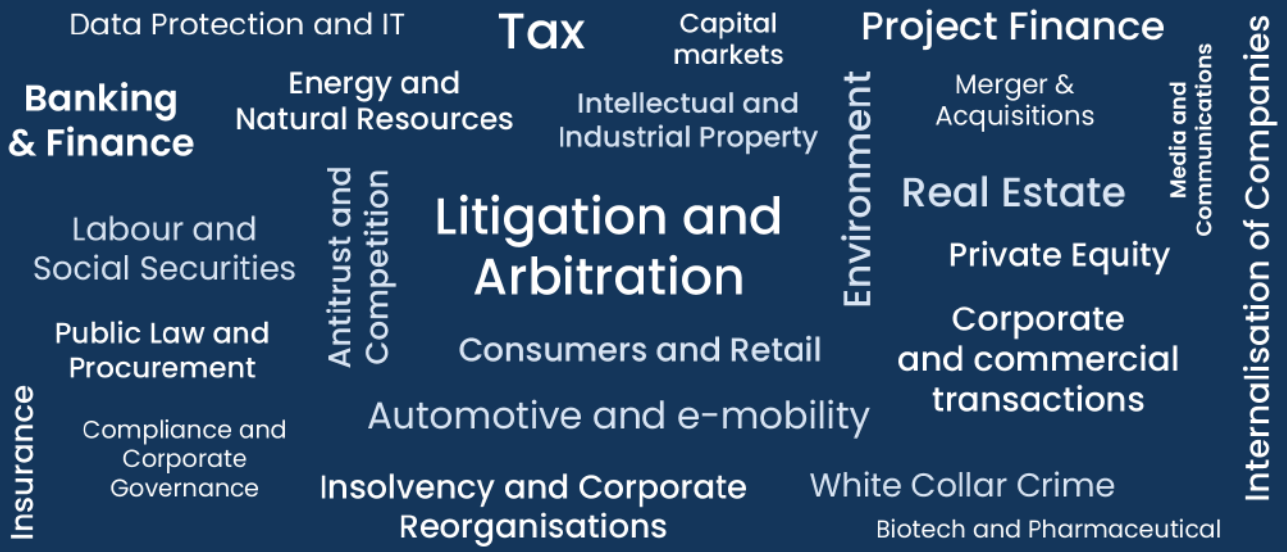 Data Protection and IT
Tax
Capital
markets
Project Finance
Banking
& Finance
Energy and
Natural Resources
Intellectual and
Industrial Property
Environment
Merger &
Acquisitions
Media and
communications
Internalisation of Companies
Labour and
Social Securities
Antitrust and
Competition
Litigation and
Arbitration
Real Estate
Private Equity
Public Law and
Procurement
Consumers and Retail
Corporate
and commercial
transactions
Insurance
Compliance and
Corporate
Governance
Automotive and e-mobility
Insolvency and Corporate
Reorganisations
White Collar Crime
Biotech and Pharmaceutical